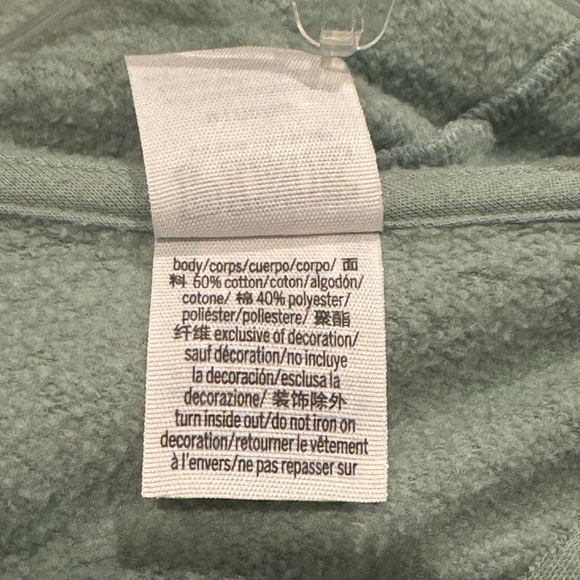 body/corps/cuerpo/corpo/ 面
料 60% cotton/coton/algodón/
cotone/ 棉 40% polyester/
poliéster/poliestere/ 聚酯
纤维 exclusive of decoration/
sauf décoration/no incluye
la decoración/esclusa la
decorazione/ 装饰除外
turn inside out/do not iron on
decoration/retourner le vêtement
à l'envers/ne pas repasser sur